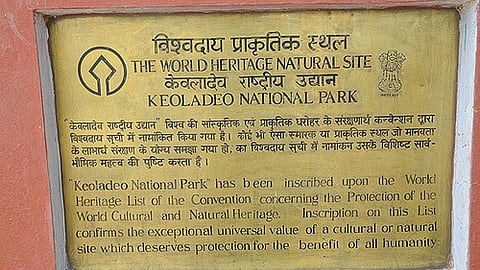 विश्वदाय प्राकृतिक स्थल
THE WORLD HERITAGE NATURAL SITE
केवलादेव राष्ट्रीय उद्यान
KEOLADEO NATIONAL PARK
"केवलादेव राष्ट्रीय उद्यान" विश्व की सांस्कृतिक एवं प्राकृतिक धरोहर के संरक्षणार्थ कन्वेन्शन द्वारा
विश्वदाय सूची में नामांकित किया गया है। कोई भी ऐसा स्मारक या प्राकृतिक स्थल जो मानवता
के लाभार्थ संरक्षण के योग्य समझा गया हो, का विश्वदाय सूची में नामांकन उसके विशिष्ट सार्व-
भौमिक महत्व की पुष्टि करता है।
"Keoladeo National Park" has been inscribed upon the World
Heritage List of the Convention concerning the Protection of the
World Cultural and Natural Heritage. Inscription on this List
confirms the exceptional universal value of a cultural or natural
site which deserves protection for the benefit of all humanity.